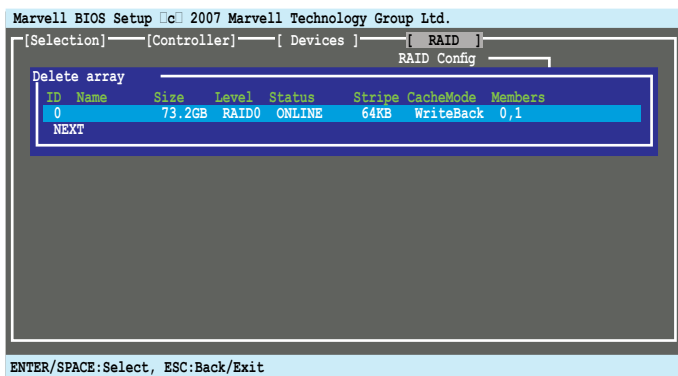 Marvell BIOS Setup □c□ 2007 Marvell Technology Group Ltd.
[Selection] [Controller] [ Devices ] [ RAID ]
RAID Config
Delete array
ID Name Size Level Status Stripe CacheMode Members
0 73.2GB RAID0 ONLINE 64KB WriteBack 0,1
NEXT
ENTER/SPACE:Select, ESC:Back/Exit